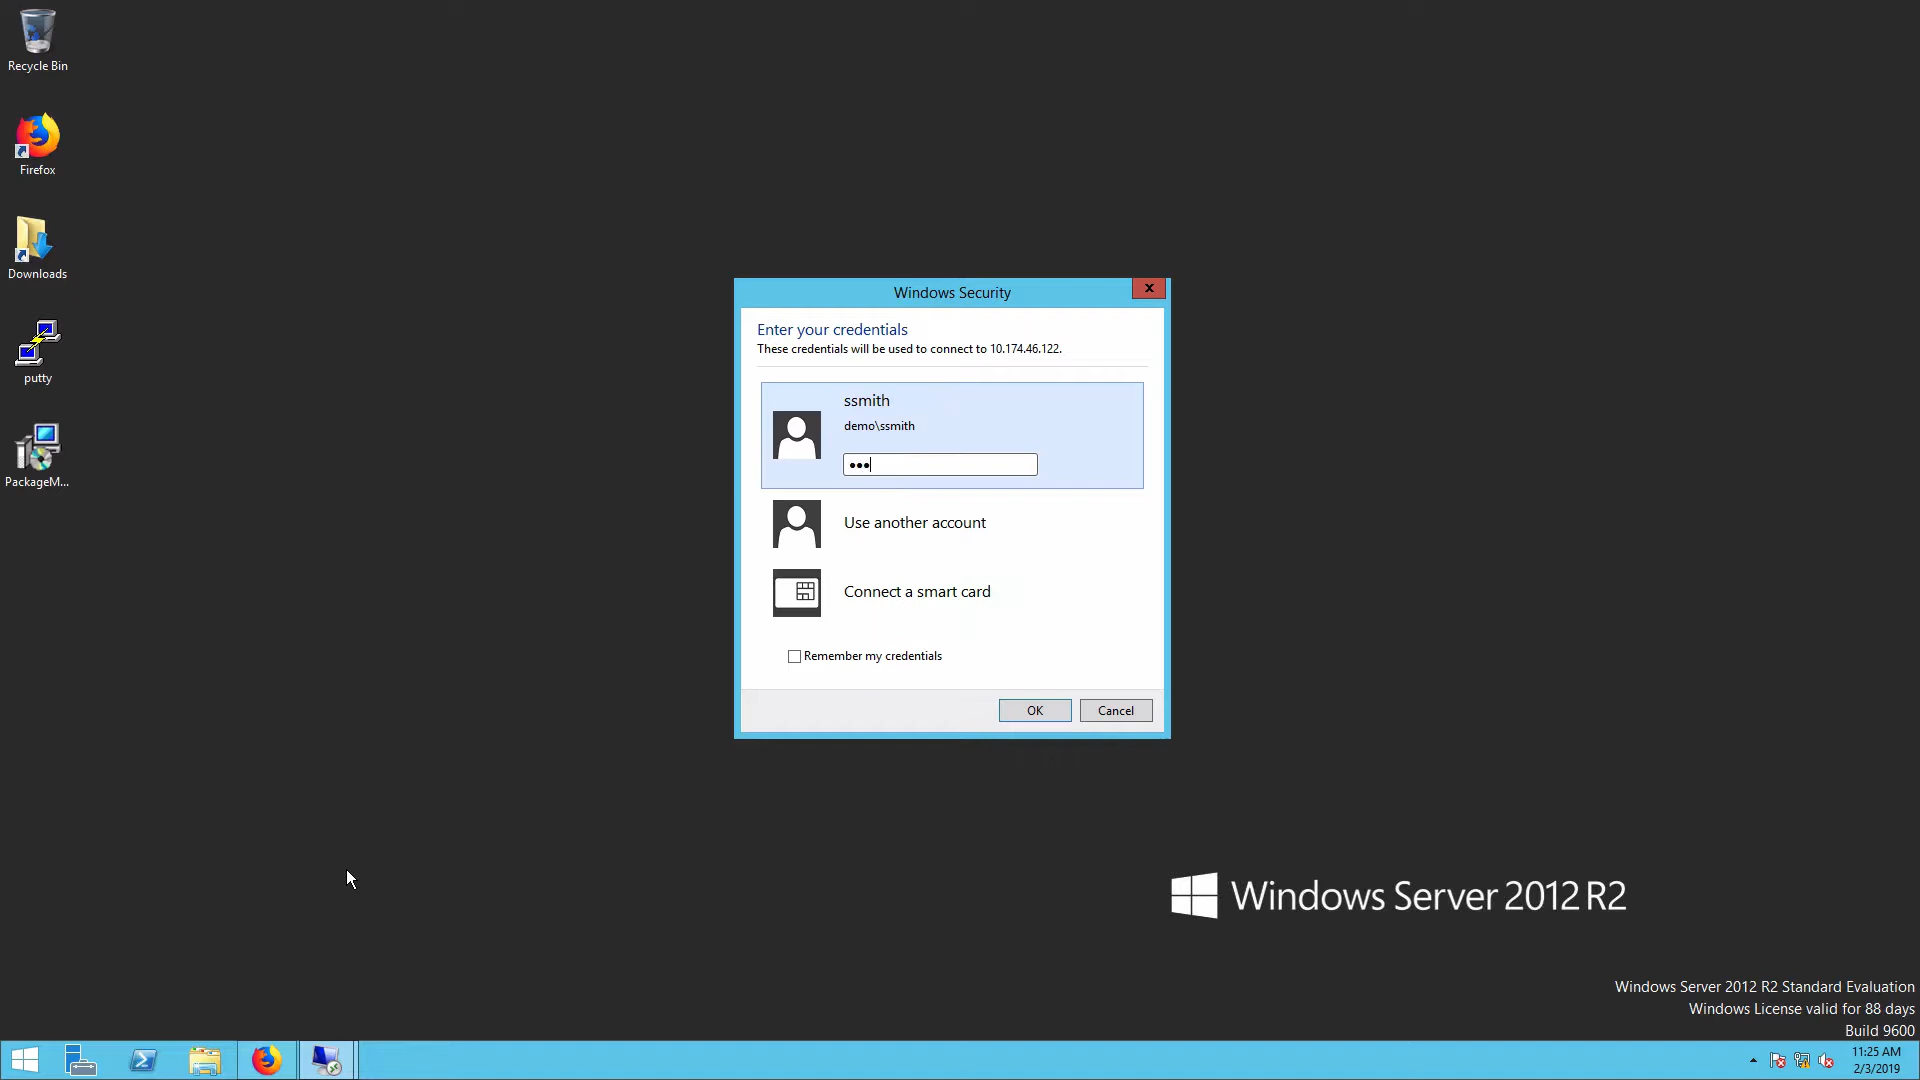 Recycle Bin
Firefox
Downloads
putty
PackageM...
Windows Security
x
Enter your credentials
These credentials will be used to connect to 10.174.46.122.
ssmith
demo\ssmith
●●●
Use another account
Connect a smart card
Remember my credentials
OK
Cancel
Windows Server 2012 R2
Windows Server 2012 R2 Standard Evaluation
Windows License valid for 88 days
Build 9600
11:25 AM
2/3/2019